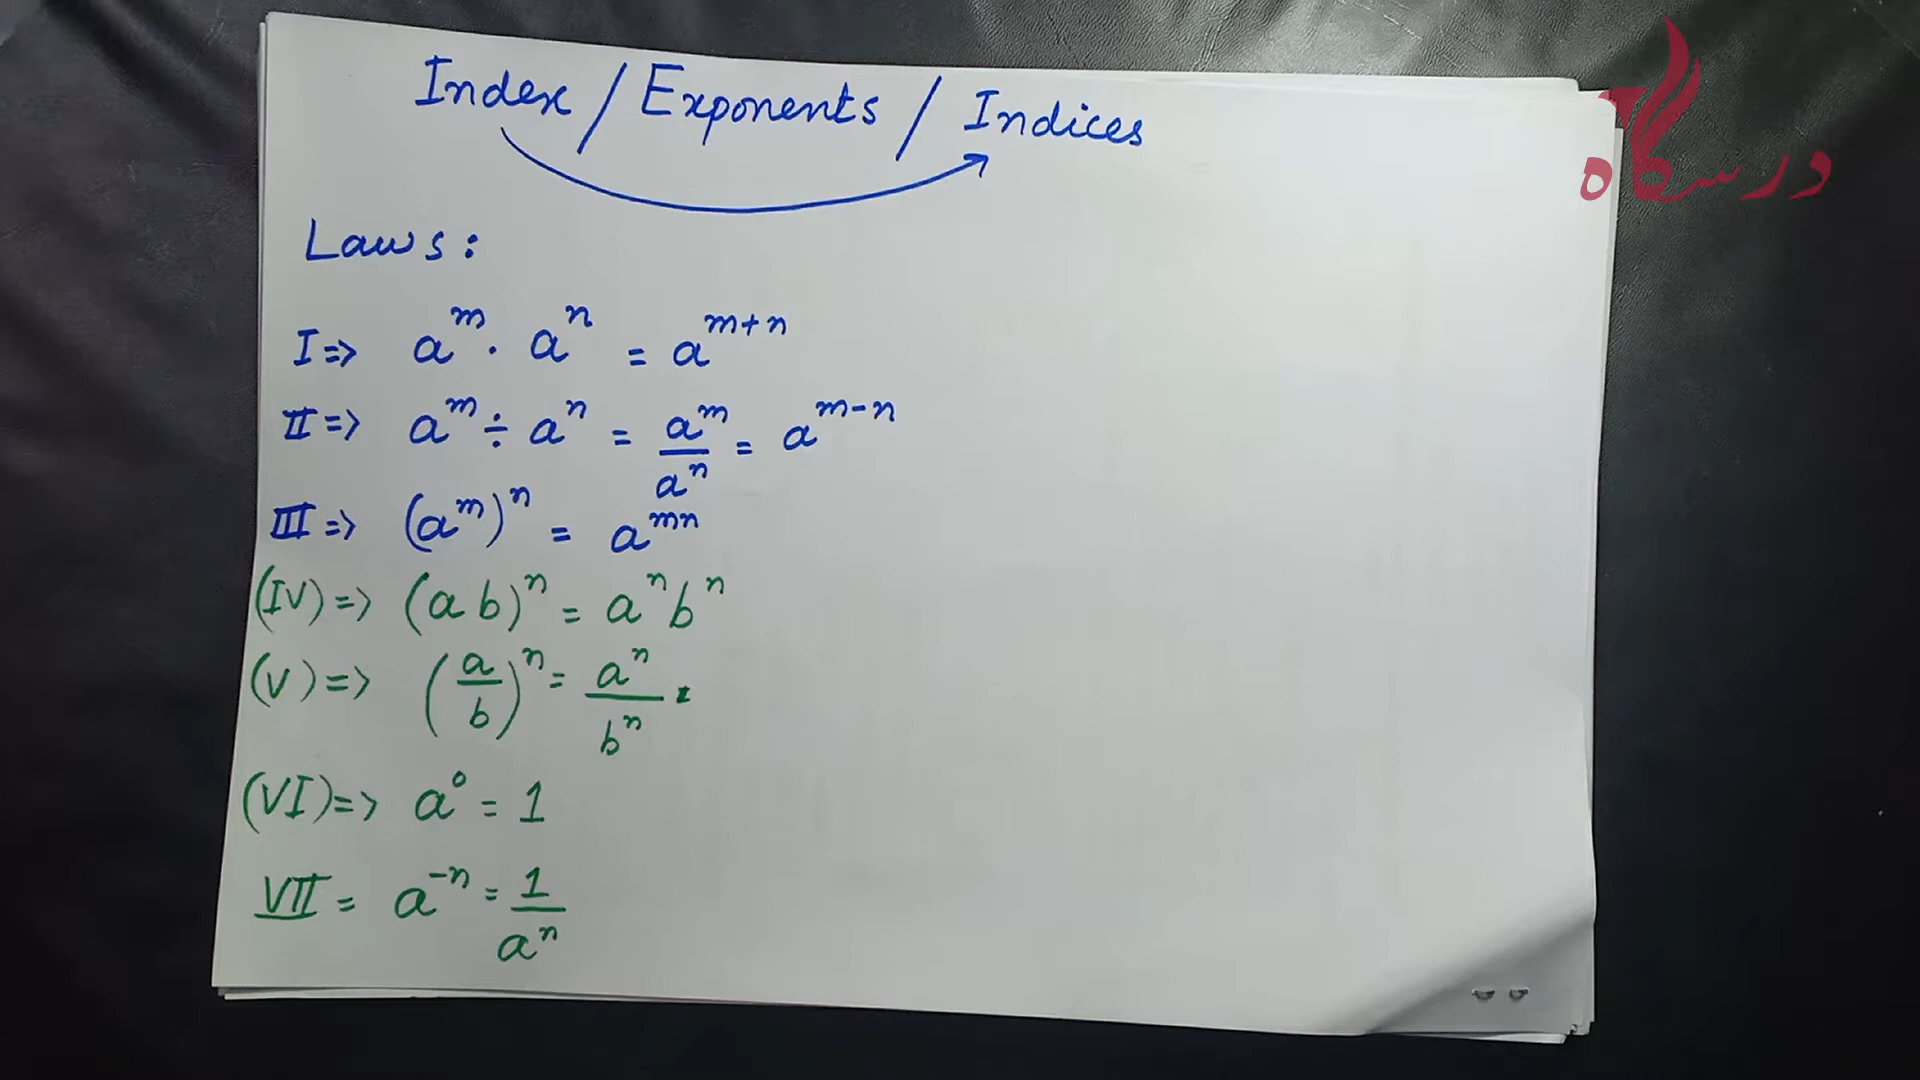 Index / Exponents / Indices
درسگاه
Laws :
I => a^m . a^n = a^(m+n)
II => a^m ÷ a^n = a^m/a^n = a^(m-n)
III => (a^m)^n = a^(mn)
(IV) => (ab)^n = a^n b^n
(V) => (a/b)^n = a^n/b^n .
(VI) => a^0 = 1
VII = a^(-n) = 1/a^n